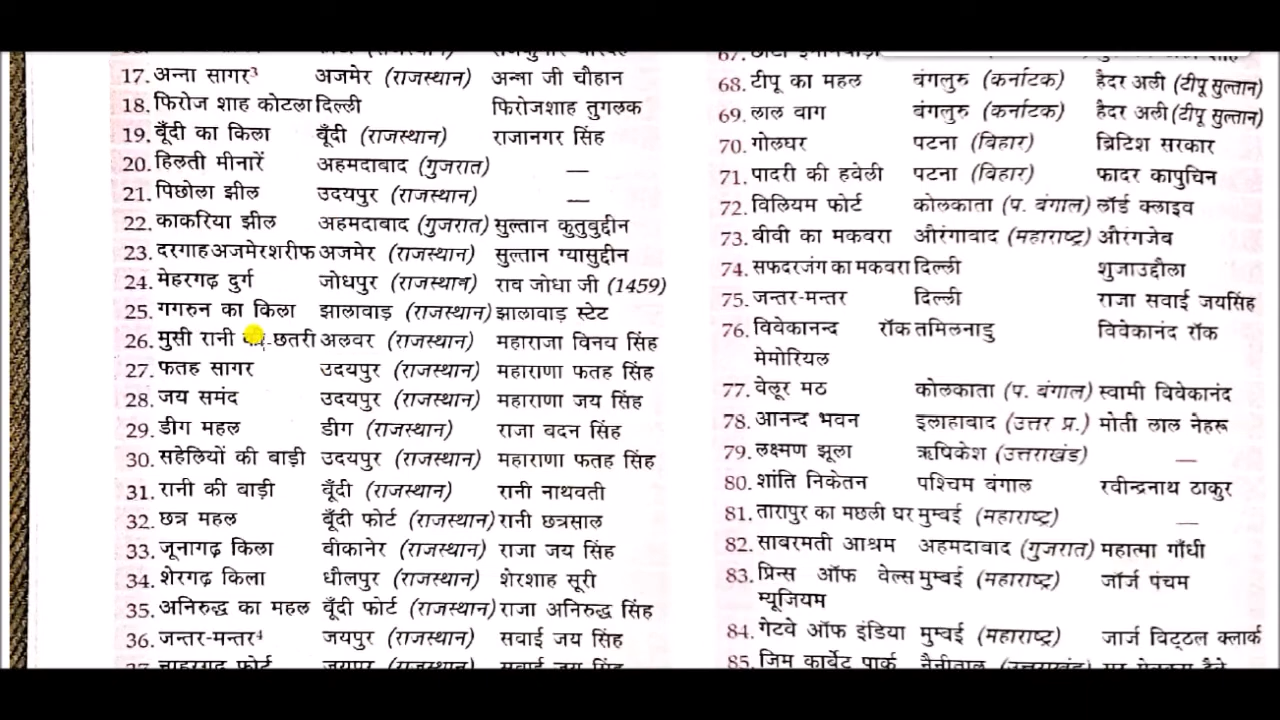 17. अन्ना सागर³ अजमेर (राजस्थान) अन्ना जी चौहान
18. फिरोज शाह कोटला दिल्ली फिरोजशाह तुगलक
19. बूँदी का किला बूँदी (राजस्थान) राजानगर सिंह
20. हिलती मीनारें अहमदाबाद (गुजरात) —
21. पिछोला झील उदयपुर (राजस्थान) —
22. काकरिया झील अहमदाबाद (गुजरात) सुल्तान कुतुबुद्दीन
23. दरगाह अजमेर शरीफ अजमेर (राजस्थान) सुल्तान ग्यासुद्दीन
24. मेहरगढ़ दुर्ग जोधपुर (राजस्थान) राव जोधा जी (1459)
25. गगरुन का किला झालावाड़ (राजस्थान) झालावाड़ स्टेट
26. मुसी रानी छतरी अलवर (राजस्थान) महाराजा विनय सिंह
27. फतह सागर उदयपुर (राजस्थान) महाराणा फतह सिंह
28. जय समंद उदयपुर (राजस्थान) महाराणा जय सिंह
29. डीग महल डीग (राजस्थान) राजा बदन सिंह
30. सहेलियों की वाड़ी उदयपुर (राजस्थान) महाराणा फतह सिंह
31. रानी की वाड़ी बूँदी (राजस्थान) रानी नाथवती
32. छत्र महल बूँदी फोर्ट (राजस्थान) रानी छत्रसाल
33. जूनागढ़ किला बीकानेर (राजस्थान) राजा जय सिंह
34. शेरगढ़ किला धौलपुर (राजस्थान) शेरशाह सूरी
35. अनिरुद्ध का महल बूँदी फोर्ट (राजस्थान) राजा अनिरुद्ध सिंह
36. जन्तर-मन्तर⁴ जयपुर (राजस्थान) सवाई जय सिंह
68. टीपू का महल बंगलुरु (कर्नाटक) हैदर अली (टीपू सुल्तान)
69. लाल वाग बंगलुरु (कर्नाटक) हैदर अली (टीपू सुल्तान)
70. गोलघर पटना (बिहार) ब्रिटिश सरकार
71. पादरी की हवेली पटना (बिहार) फादर कापुचिन
72. विलियम फोर्ट कोलकाता (प. बंगाल) लॉर्ड क्लाइव
73. बीवी का मकबरा औरंगाबाद (महाराष्ट्र) औरंगजेब
74. सफदरजंग का मकबरा दिल्ली शुजाउद्दौला
75. जन्तर-मन्तर दिल्ली राजा सवाई जयसिंह
76. विवेकानन्द रॉक तमिलनाडु विवेकानंद रॉक
मेमोरियल
77. वेलूर मठ कोलकाता (प. बंगाल) स्वामी विवेकानंद
78. आनन्द भवन इलाहाबाद (उत्तर प्र.) मोती लाल नेहरू
79. लक्ष्मण झूला ऋषिकेश (उत्तराखंड) —
80. शांति निकेतन पश्चिम बंगाल रवीन्द्रनाथ ठाकुर
81. तारापुर का मछली घर मुम्बई (महाराष्ट्र) —
82. साबरमती आश्रम अहमदाबाद (गुजरात) महात्मा गाँधी
83. प्रिन्स ऑफ वेल्स मुम्बई (महाराष्ट्र) जॉर्ज पंचम
म्यूजियम
84. गेटवे ऑफ इंडिया मुम्बई (महाराष्ट्र) जार्ज विट्ठल क्लार्क
85. जिम कार्बेट पार्क नैनीताल (उत्तराखंड)